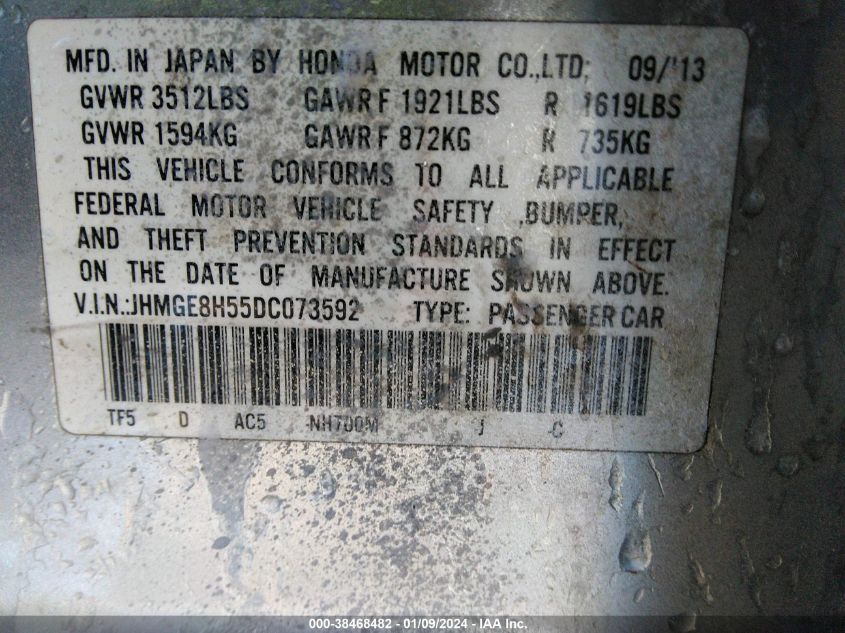 MFD. IN JAPAN BY HONDA MOTOR CO.,LTD; 09/'13
GVWR 3512LBS GAWR F 1921LBS R 1619LBS
GVWR 1594KG GAWR F 872KG R 735KG
THIS VEHICLE CONFORMS TO ALL APPLICABLE
FEDERAL MOTOR VEHICLE SAFETY ,BUMPER,
AND THEFT PREVENTION STANDARDS IN EFFECT
ON THE DATE OF MANUFACTURE SHOWN ABOVE.
V.I.N.:JHMGE8H55DC073592 TYPE: PASSENGER CAR
TF5 D AC5 NH700M J C
000-38468482 - 01/09/2024 - IAA Inc.